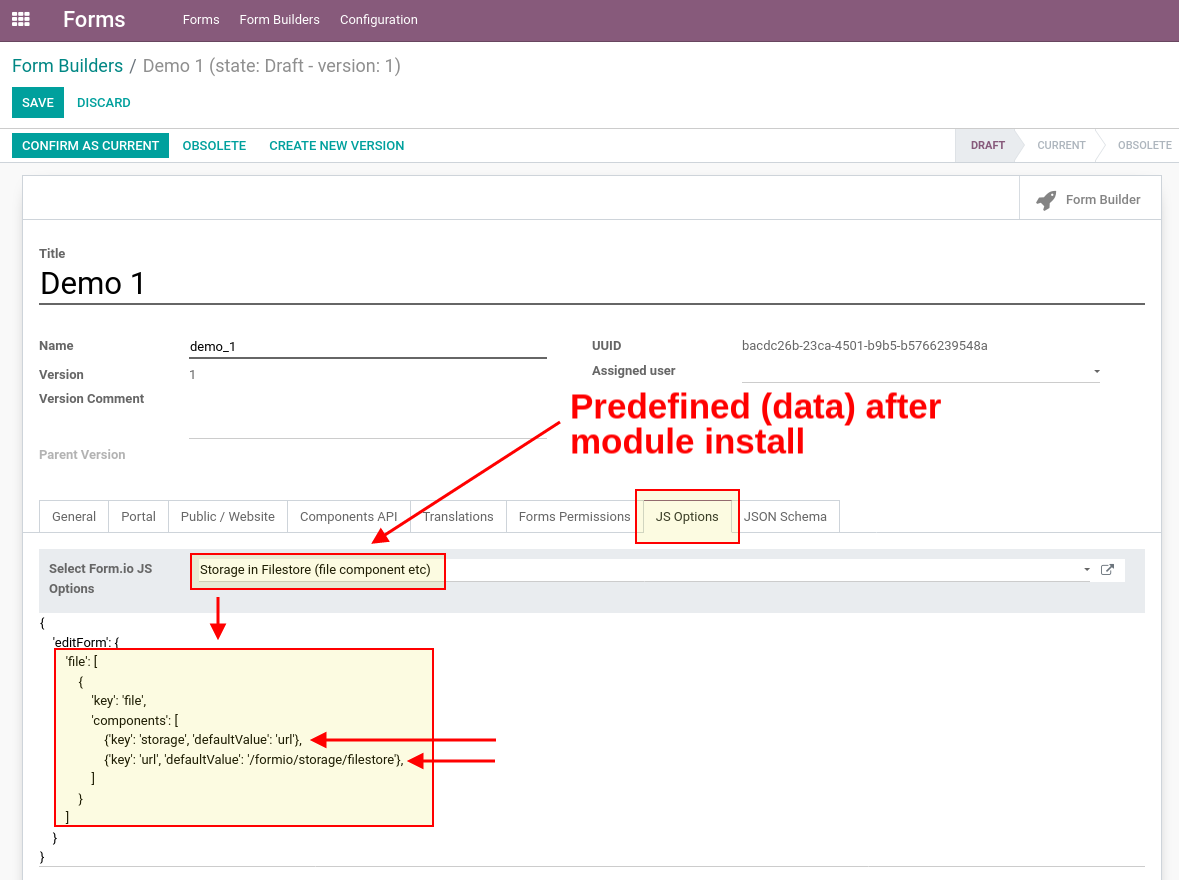 Forms Forms Form Builders Configuration
Form Builders / Demo 1 (state: Draft - version: 1)
SAVE DISCARD
CONFIRM AS CURRENT OBSOLETE CREATE NEW VERSION DRAFT CURRENT OBSOLETE
Form Builder
Title
Demo 1
Name demo_1 UUID bacdc26b-23ca-4501-b9b5-b5766239548a
Version 1 Assigned user
Version Comment
Predefined (data) after
module install
Parent Version
General Portal Public / Website Components API Translations Forms Permissions JS Options JSON Schema
Select Form.io JS
Options
Storage in Filestore (file component etc)
{
'editForm': {
'file': [
{
'key': 'file',
'components': [
{'key': 'storage', 'defaultValue': 'url'},
{'key': 'url', 'defaultValue': '/formio/storage/filestore'},
]
}
]
}
}